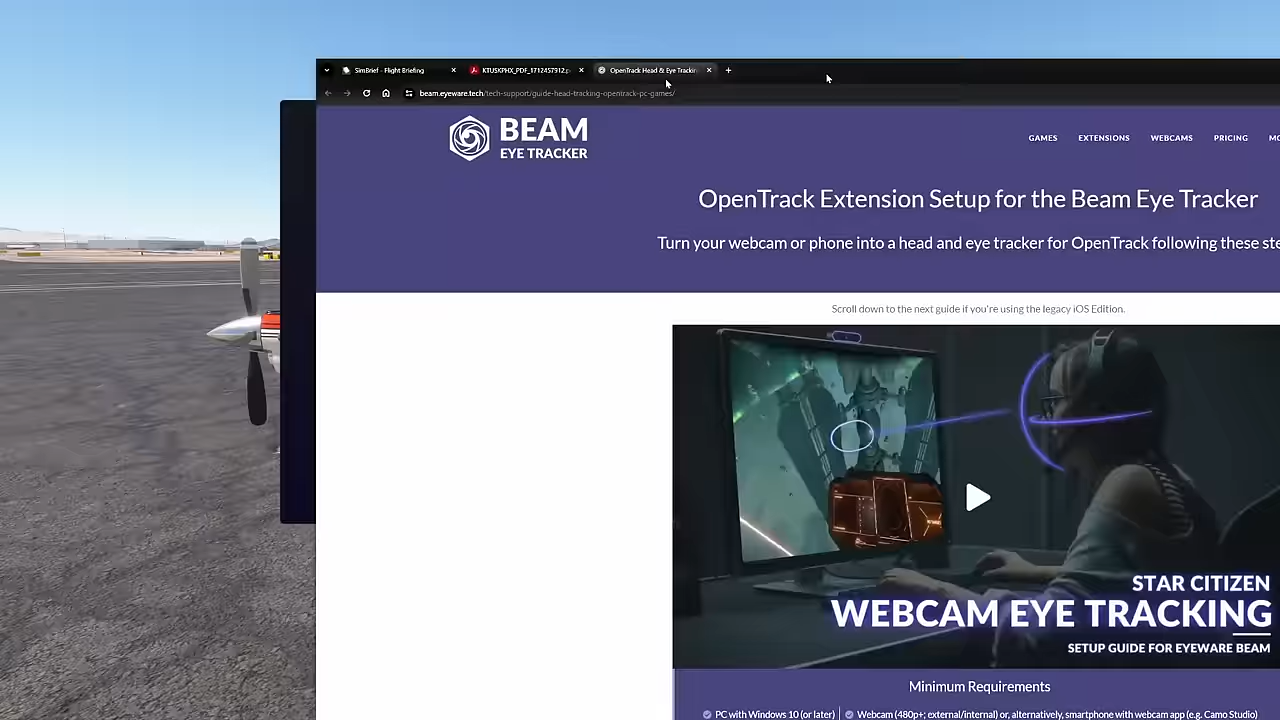 SimBrief - Flight Briefing
KTUSKPHX_PDF_1712457912.p
OpenTrack Head & Eye Trackin
beam.eyeware.tech/tech-support/guide-head-tracking-opentrack-pc-games/
BEAM
EYE TRACKER
GAMES EXTENSIONS WEBCAMS PRICING MO
OpenTrack Extension Setup for the Beam Eye Tracker
Turn your webcam or phone into a head and eye tracker for OpenTrack following these ste
Scroll down to the next guide if you're using the legacy iOS Edition.
STAR CITIZEN
WEBCAM EYE TRACKING
SETUP GUIDE FOR EYEWARE BEAM
Minimum Requirements
PC with Windows 10 (or later) Webcam (480p+; external/internal) or, alternatively, smartphone with webcam app (e.g. Camo Studio)